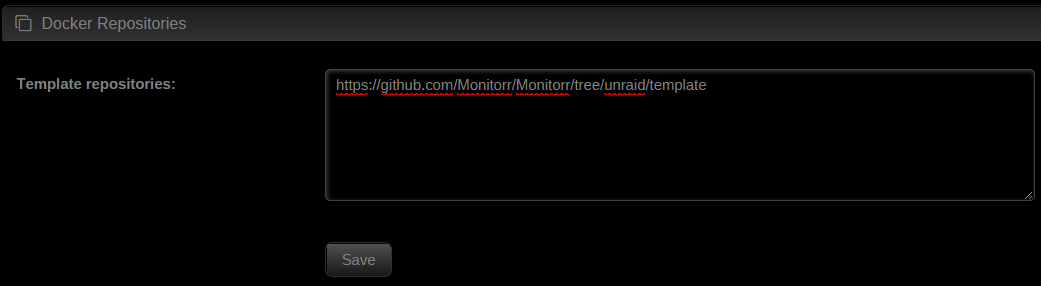 Docker Repositories
Template repositories:
https://github.com/Monitorr/Monitorr/tree/unraid/template
Save